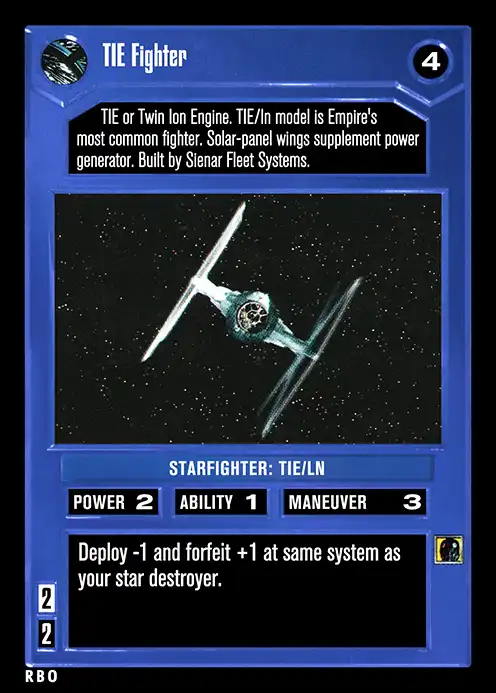 TIE Fighter
4
TIE or Twin Ion Engine. TIE/ln model is Empire's
most common fighter. Solar-panel wings supplement power
generator. Built by Sienar Fleet Systems.
STARFIGHTER: TIE/LN
POWER 2 ABILITY 1 MANEUVER 3
Deploy -1 and forfeit +1 at same system as
your star destroyer.
2
2
RBO